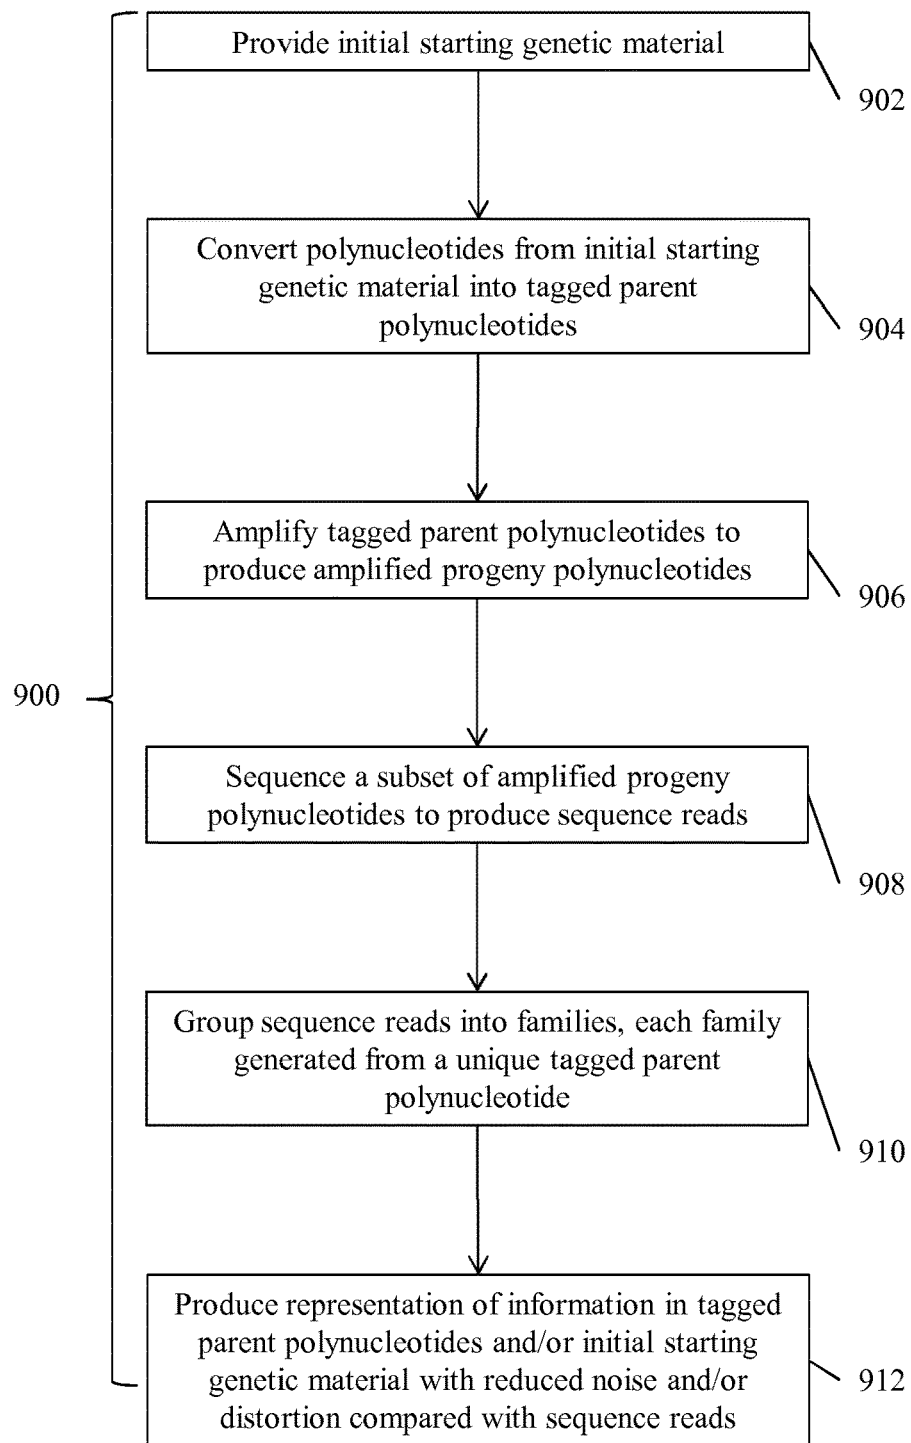 Provide initial starting genetic material
902
Convert polynucleotides from initial starting
genetic material into tagged parent
polynucleotides
904
Amplify tagged parent polynucleotides to
produce amplified progeny polynucleotides
906
900
Sequence a subset of amplified progeny
polynucleotides to produce sequence reads
908
Group sequence reads into families, each family
generated from a unique tagged parent
polynucleotide
910
Produce representation of information in tagged
parent polynucleotides and/or initial starting
genetic material with reduced noise and/or
distortion compared with sequence reads
912